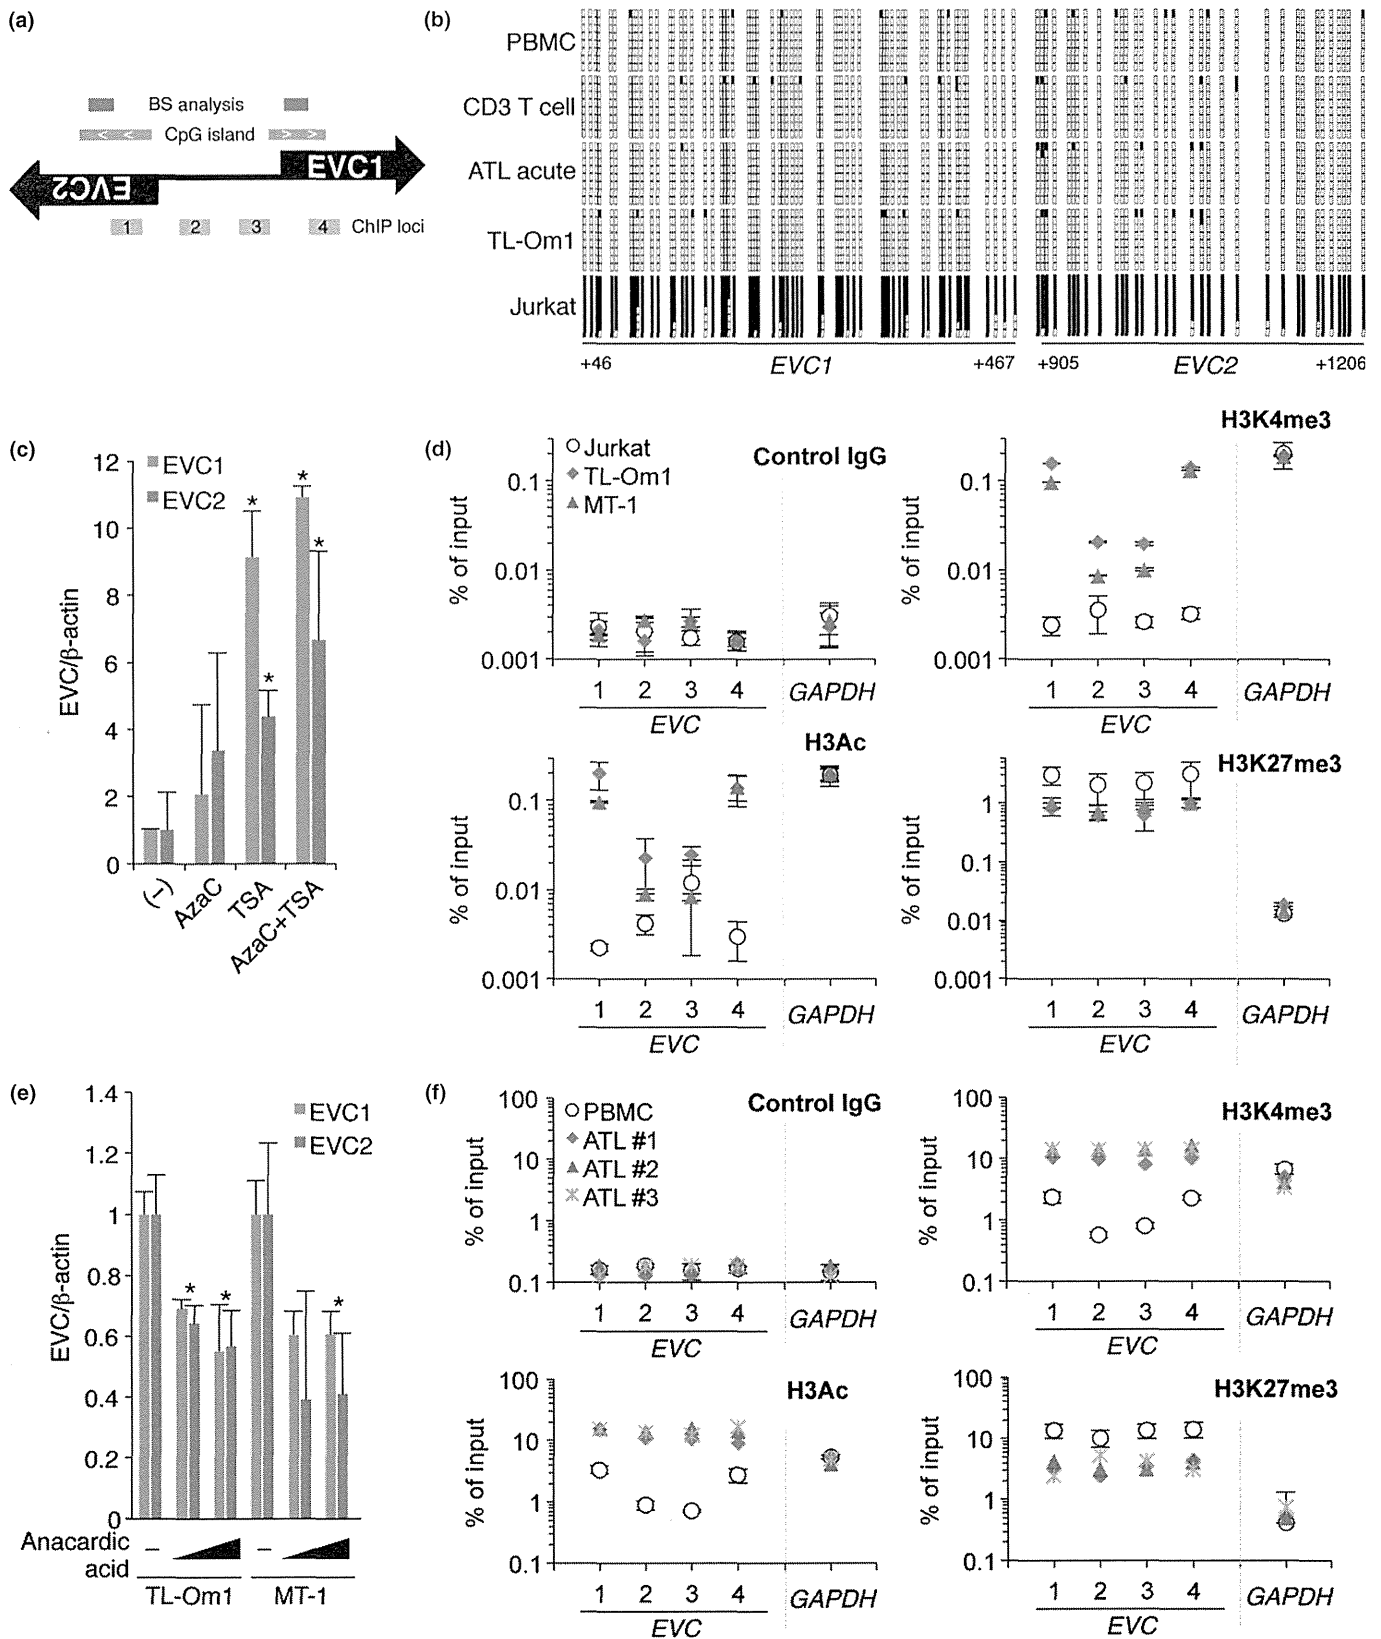 (a)
BS analysis
CpG island
EVC1
EVC2
1 2 3 4 ChIP loci
(b)
PBMC
CD3 T cell
ATL acute
TL-Om1
Jurkat
+46 EVC1 +467 +905 EVC2 +1206
(c)
EVC1
EVC2
EVC/β-actin
12
10
8
6
4
2
0
* * * *
(−) AzaC TSA AzaC+TSA
(d)
Jurkat
TL-Om1
MT-1
Control IgG
% of input
0.1
0.01
0.001
1 2 3 4 GAPDH
EVC
H3K4me3
% of input
0.1
0.01
0.001
1 2 3 4 GAPDH
EVC
H3Ac
% of input
0.1
0.01
0.001
1 2 3 4 GAPDH
EVC
H3K27me3
% of input
1
0.1
0.01
0.001
1 2 3 4 GAPDH
EVC
(e)
EVC1
EVC2
EVC/β-actin
1.4
1.2
1
0.8
0.6
0.4
0.2
0
* * *
Anacardic
acid
– –
TL-Om1 MT-1
(f)
PBMC
ATL #1
ATL #2
ATL #3
Control IgG
% of input
100
10
1
0.1
1 2 3 4 GAPDH
EVC
H3K4me3
% of input
100
10
1
0.1
1 2 3 4 GAPDH
EVC
H3Ac
% of input
100
10
1
0.1
1 2 3 4 GAPDH
EVC
H3K27me3
% of input
100
10
1
0.1
1 2 3 4 GAPDH
EVC